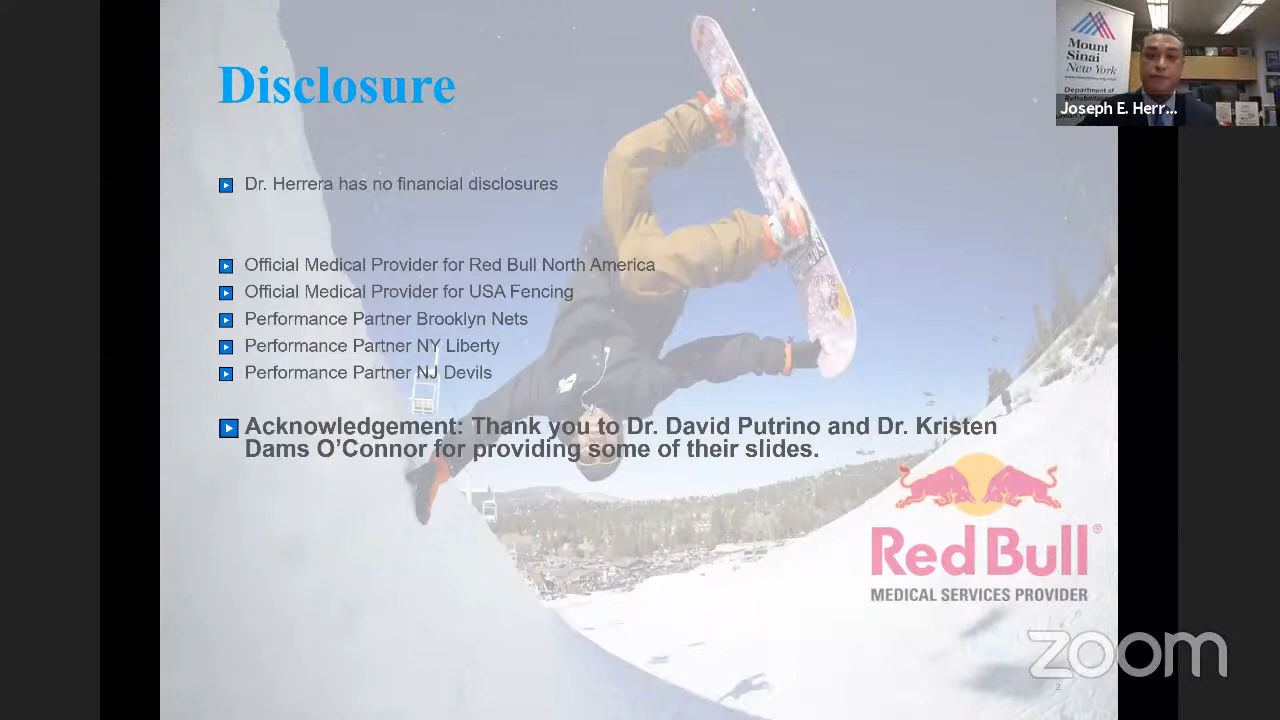 Disclosure
Dr. Herrera has no financial disclosures
Official Medical Provider for Red Bull North America
Official Medical Provider for USA Fencing
Performance Partner Brooklyn Nets
Performance Partner NY Liberty
Performance Partner NJ Devils
Acknowledgement: Thank you to Dr. David Putrino and Dr. Kristen
Dams O’Connor for providing some of their slides.
Red Bull®
MEDICAL SERVICES PROVIDER
zoom
2
Mount
Sinai
New York
Department of
Joseph E. Herr...